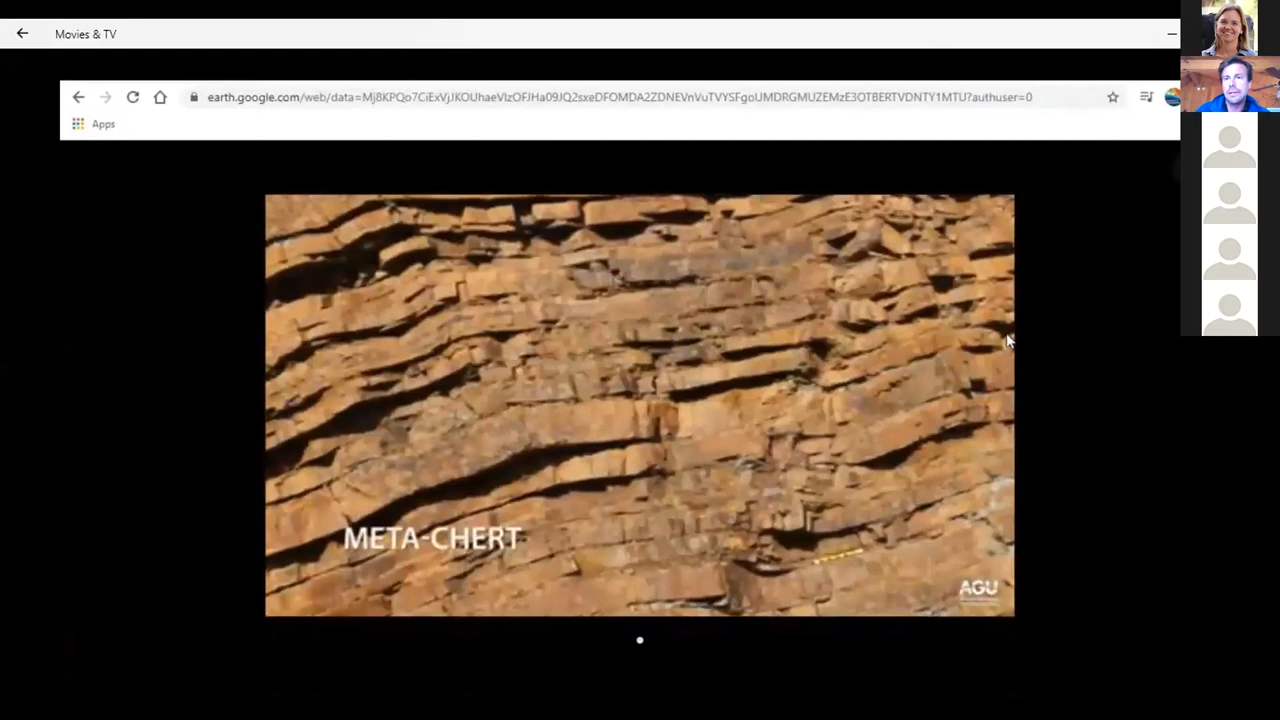 Movies & TV
earth.google.com/web/data=Mj8KPQo7CiExVjJKOUhaeVlzOFJHa09JQ2sxeDFOMDA2ZDNEVnVuTVYSFgoUMDRGMUZEMzE3OTBERTVDNTY1MTU?authuser=0
Apps
META-CHERT
AGU